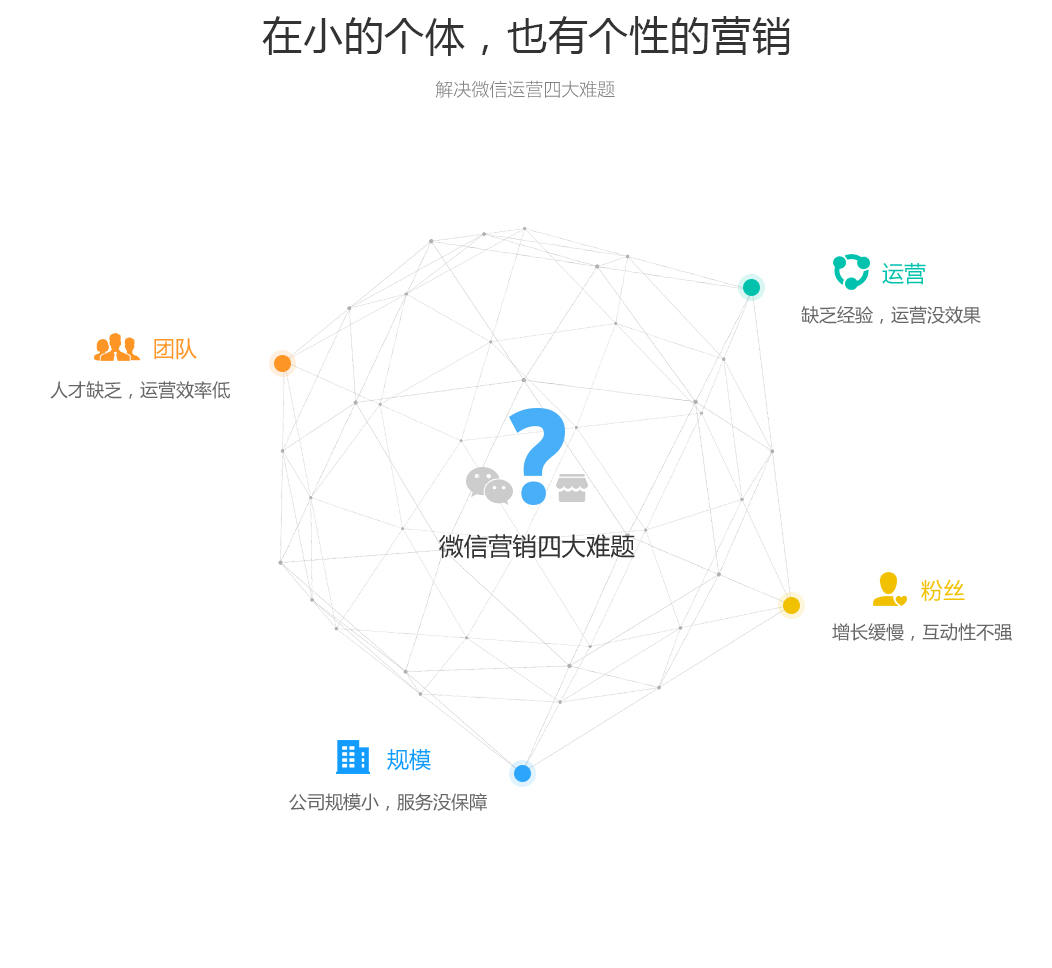 在小的个体，也有个性的营销
解决微信运营四大难题
运营
缺乏经验，运营没效果
团队
人才缺乏，运营效率低
?
微信营销四大难题
粉丝
增长缓慢，互动性不强
规模
公司规模小，服务没保障